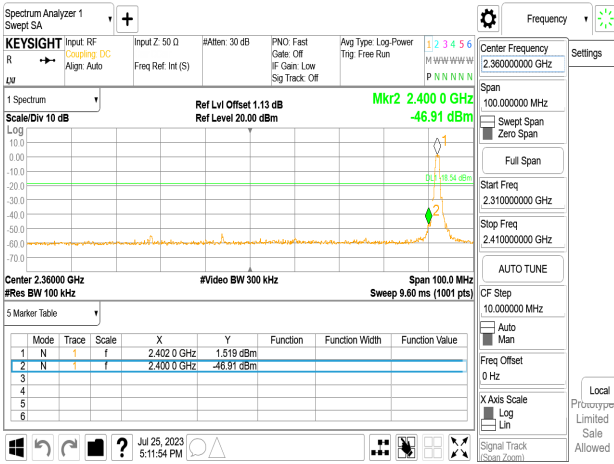 Spectrum Analyzer 1
Swept SA
Frequency
KEYSIGHT
R
Input: RF
Coupling: DC
Align: Auto
Input Z: 50 Ω
Freq Ref: Int (S)
#Atten: 30 dB
PNO: Fast
Gate: Off
IF Gain: Low
Sig Track: Off
Avg Type: Log-Power
Trig: Free Run
1 2 3 4 5 6
M W W W W W
P N N N N N
LXI
1 Spectrum
Scale/Div 10 dB
Ref Lvl Offset 1.13 dB
Ref Level 20.00 dBm
Mkr2 2.400 0 GHz
-46.91 dBm
Log
10.0
0.00
-10.0
-20.0
-30.0
-40.0
-50.0
-60.0
-70.0
1
DL1 -18.54 dBm
2
Center 2.36000 GHz
#Video BW 300 kHz
Span 100.0 MHz
#Res BW 100 kHz
Sweep 9.60 ms (1001 pts)
5 Marker Table
Mode Trace Scale X Y Function Function Width Function Value
1 N 1 f 2.402 0 GHz 1.519 dBm
2 N 1 f 2.400 0 GHz -46.91 dBm
3
4
5
6
Jul 25, 2023
5:11:54 PM
?
Center Frequency
2.360000000 GHz
Settings
Span
100.000000 MHz
Swept Span
Zero Span
Full Span
Start Freq
2.310000000 GHz
Stop Freq
2.410000000 GHz
AUTO TUNE
CF Step
10.000000 MHz
Auto
Man
Freq Offset
0 Hz
X Axis Scale
Log
Lin
Signal Track
(Span Zoom)
Local
Prototype
Limited
Sale
Allowed